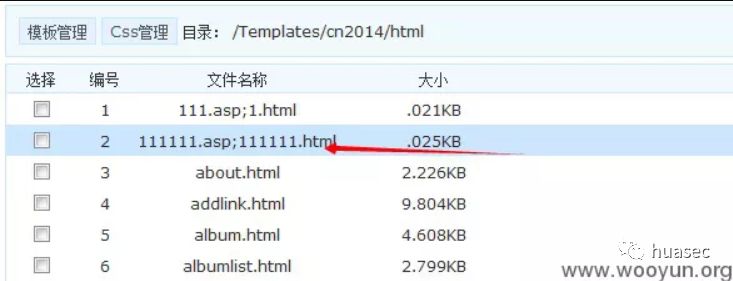 模板管理 Css管理 目录: /Templates/cn2014/html
选择 编号 文件名称 大小
1 111.asp;1.html .021KB
2 111111.asp;111111.html .025KB
3 about.html 2.226KB
4 addlink.html 9.804KB
5 album.html 4.608KB
6 albumlist.html 2.799KB
huasec
www.wooyun.org